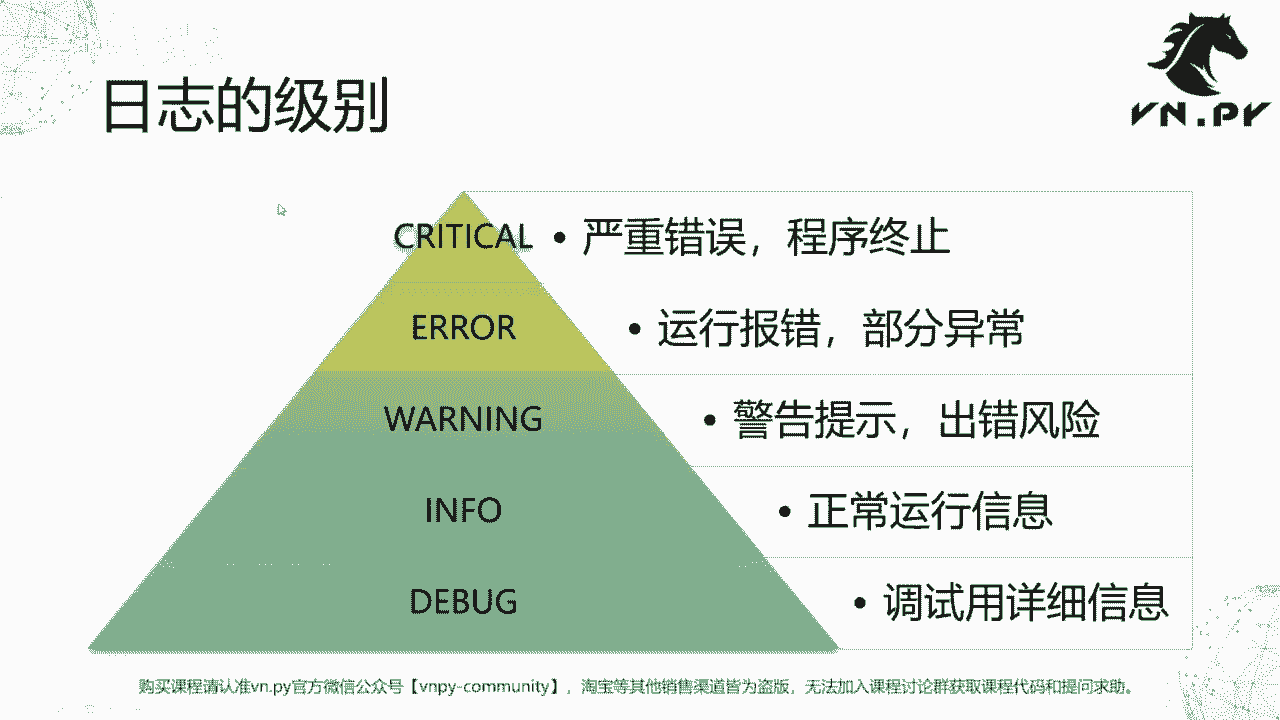 日志的级别
VN.PY
CRITICAL • 严重错误，程序终止
ERROR • 运行报错，部分异常
WARNING • 警告提示，出错风险
INFO • 正常运行信息
DEBUG • 调试用详细信息
购买课程请认准vn.py官方微信公众号【vnpy-community】，淘宝等其他销售渠道皆为盗版，无法加入课程讨论群获取课程代码和提问求助。